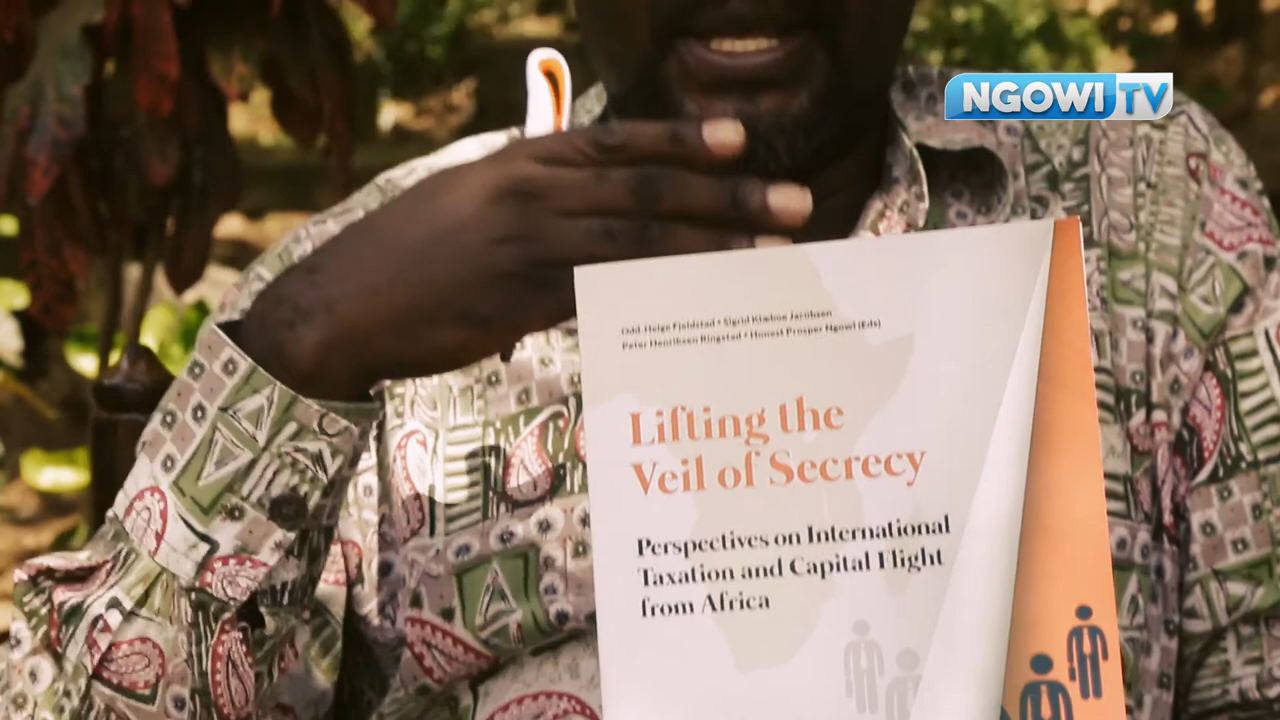 NGOWI TV
Odd-Helge Fjeldstad • Sigrid Klæboe Jacobsen
Peter Henriksen Ringstad • Honest Prosper Ngowi (Eds)
Lifting the
Veil of Secrecy
Perspectives on International
Taxation and Capital Flight
from Africa